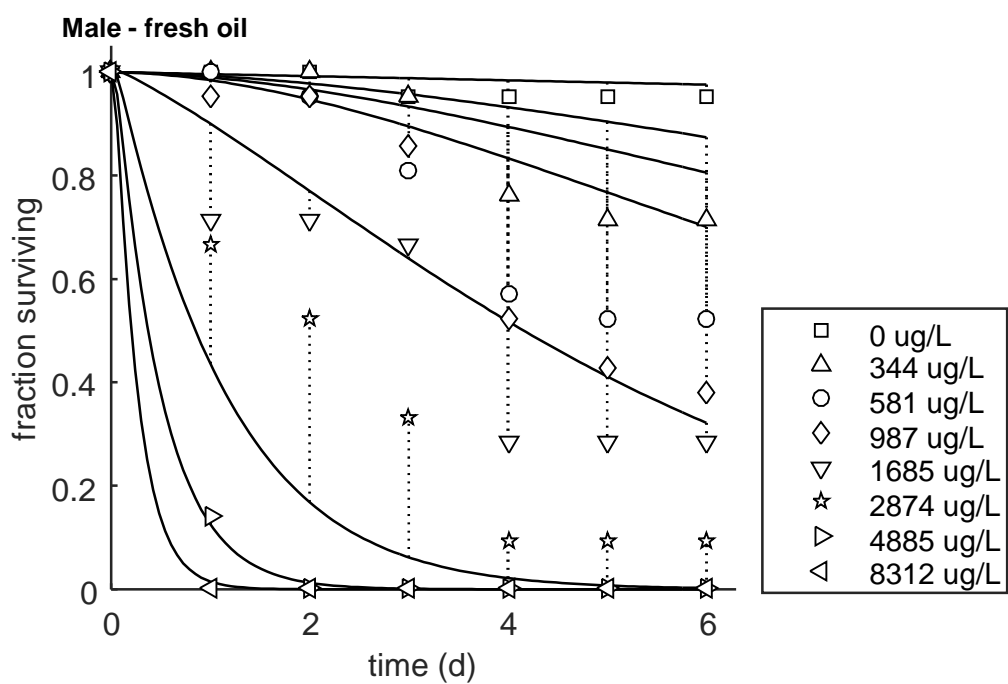 Male - fresh oil
1
0.8
0.6
0.4
0.2
0
0
2
4
6
fraction surviving
time (d)
0 ug/L
344 ug/L
581 ug/L
987 ug/L
1685 ug/L
2874 ug/L
4885 ug/L
8312 ug/L